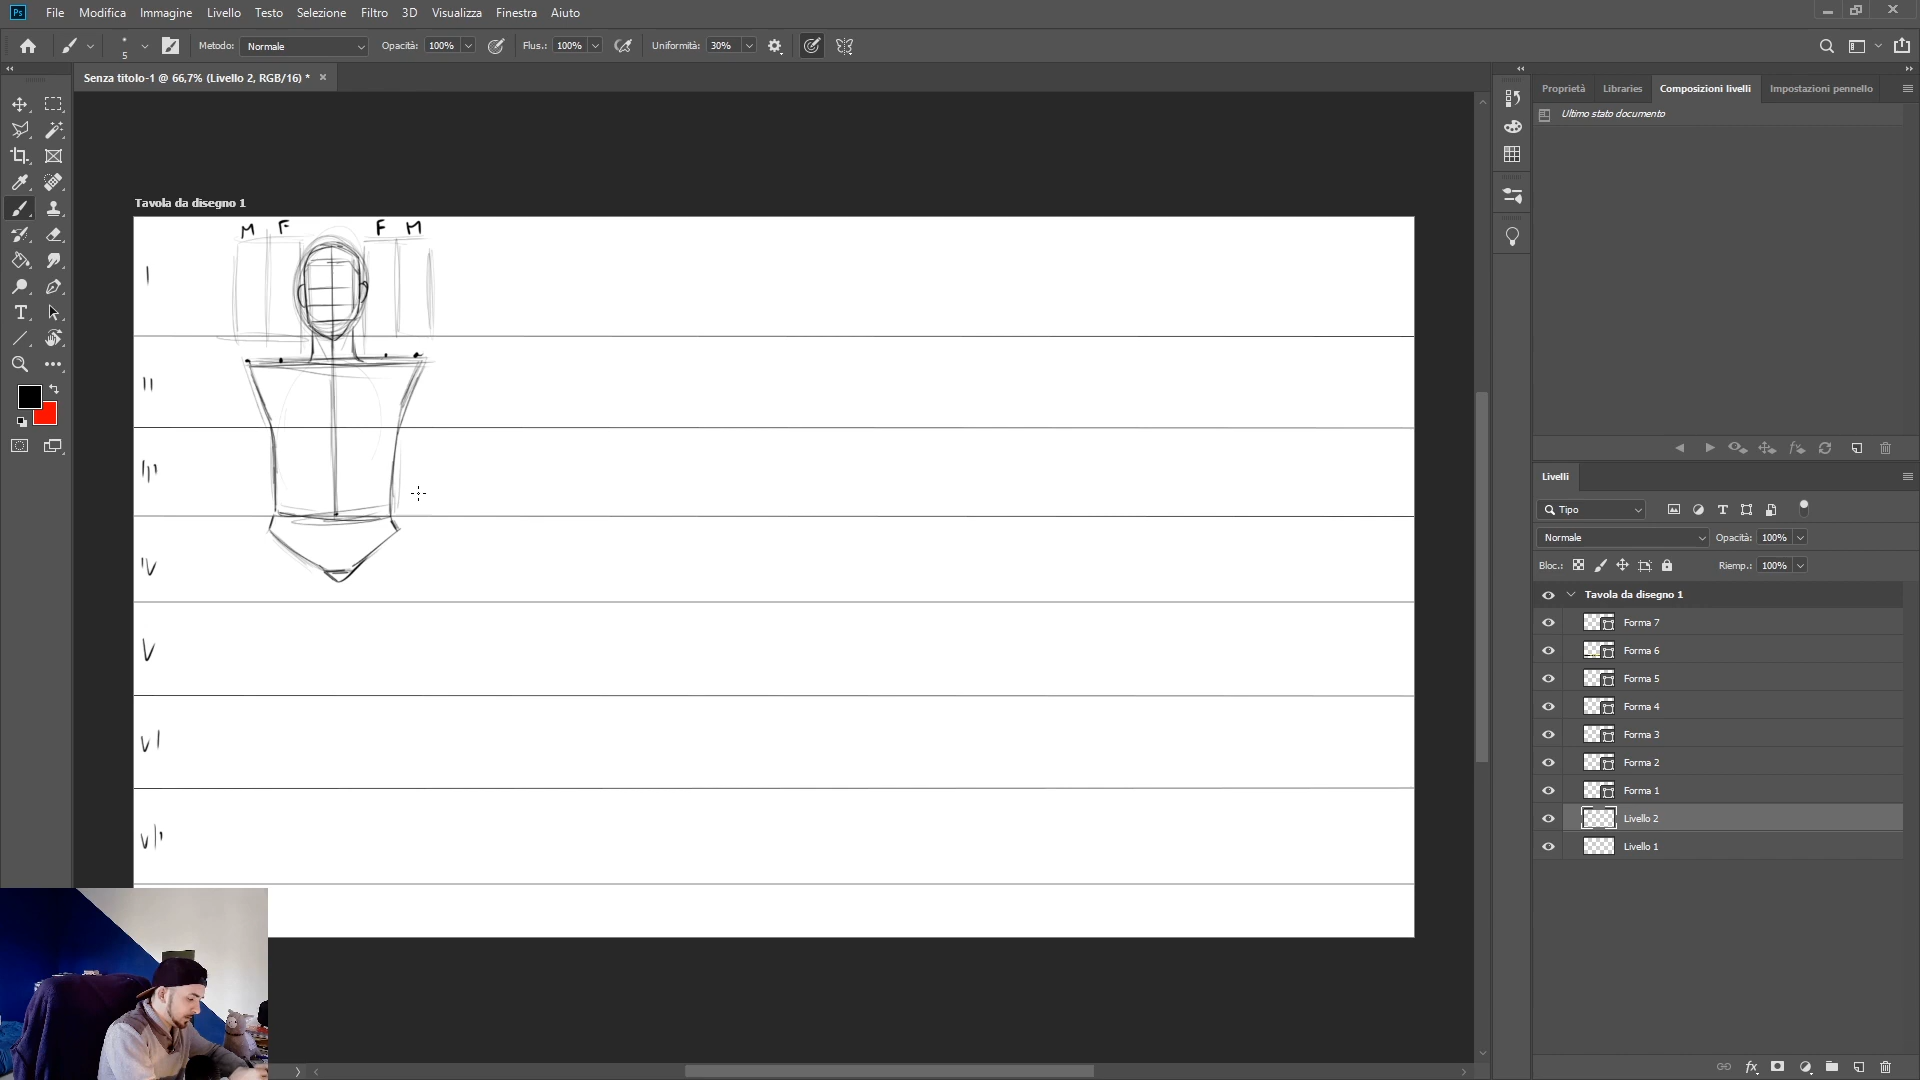 Ps File Modifica Immagine Livello Testo Selezione Filtro 3D Visualizza Finestra Aiuto
5 Metodo: Normale Opacità: 100% Flus.: 100% Uniformità: 30%
Senza titolo-1 @ 66,7% (Livello 2, RGB/16) *
Proprietà Libraries Composizioni livelli Impostazioni pennello
Ultimo stato documento
Tavola da disegno 1
M F F M
I
II
III
IV
V
VI
VII
Livelli
Tipo
Normale Opacità: 100%
Bloc.: Riemp.: 100%
Tavola da disegno 1
Forma 7
Forma 6
Forma 5
Forma 4
Forma 3
Forma 2
Forma 1
Livello 2
Livello 1